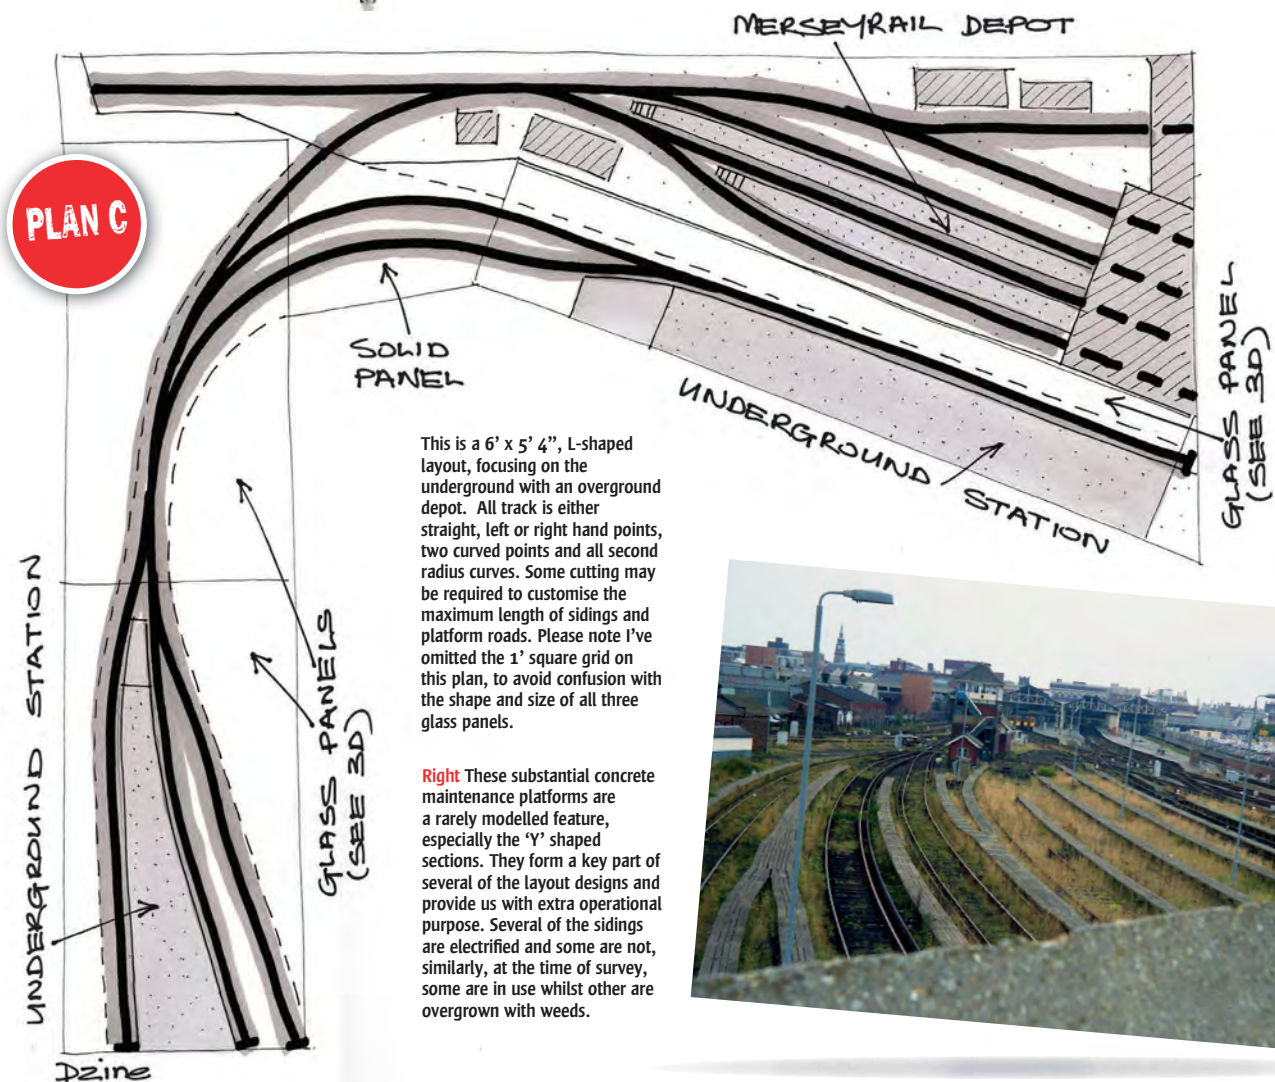 MERSEYRAIL DEPOT
PLAN C
SOLID
PANEL
GLASS PANEL
(SEE 3D)
UNDERGROUND STATION
UNDERGROUND STATION
GLASS PANELS
(SEE 3D)
Dzine
This is a 6’ x 5’ 4”, L-shaped
layout, focusing on the
underground with an overground
depot.  All track is either
straight, left or right hand points,
two curved points and all second
radius curves. Some cutting may
be required to customise the
maximum length of sidings and
platform roads. Please note I’ve
omitted the 1’ square grid on
this plan, to avoid confusion with
the shape and size of all three
glass panels.
Right These substantial concrete
maintenance platforms are
a rarely modelled feature,
especially the ‘Y’ shaped
sections. They form a key part of
several of the layout designs and
provide us with extra operational
purpose. Several of the sidings
are electrified and some are not,
similarly, at the time of survey,
some are in use whilst other are
overgrown with weeds.